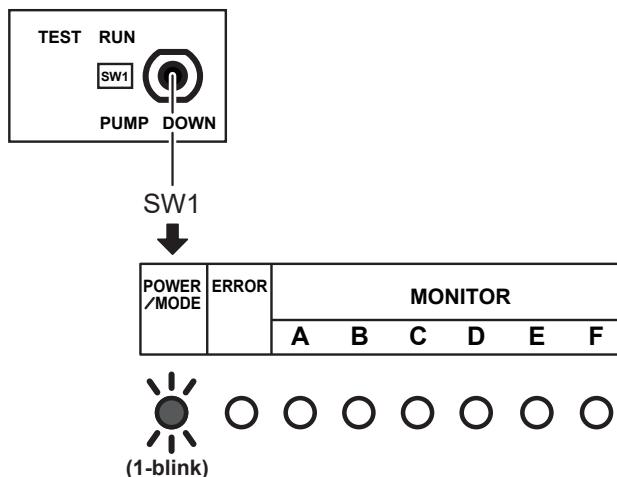 TEST RUN
SW1
PUMP DOWN
SW1
POWER
/MODE
ERROR
MONITOR
A B C D E F
(1-blink)